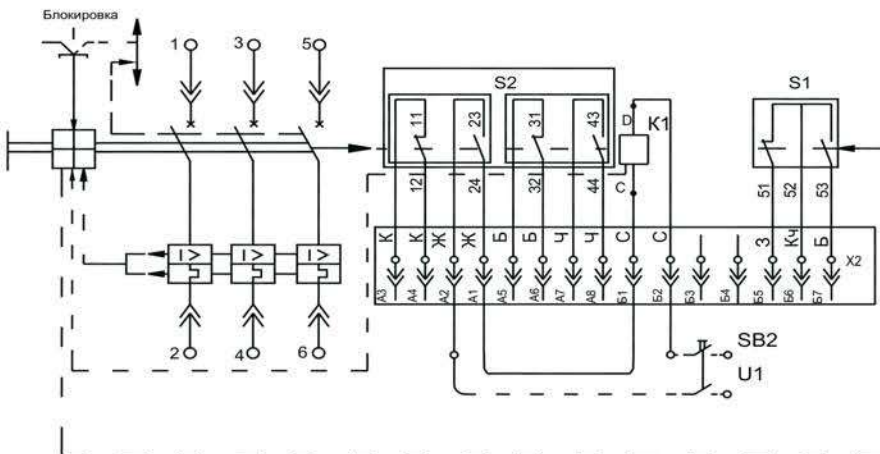 Блокировка
1 3 5
S2 S1
11 23 31 43 D K1
12 24 32 44 C 51 52 53
К К Ж Ж Б Б Ч Ч С С З Кч Б X2
А3 А4 А2 А1 А5 А6 А7 А8 Б1 Б2 Б3 Б4 Б5 Б6 Б7
I> I> I>
2 4 6
SB2
U1